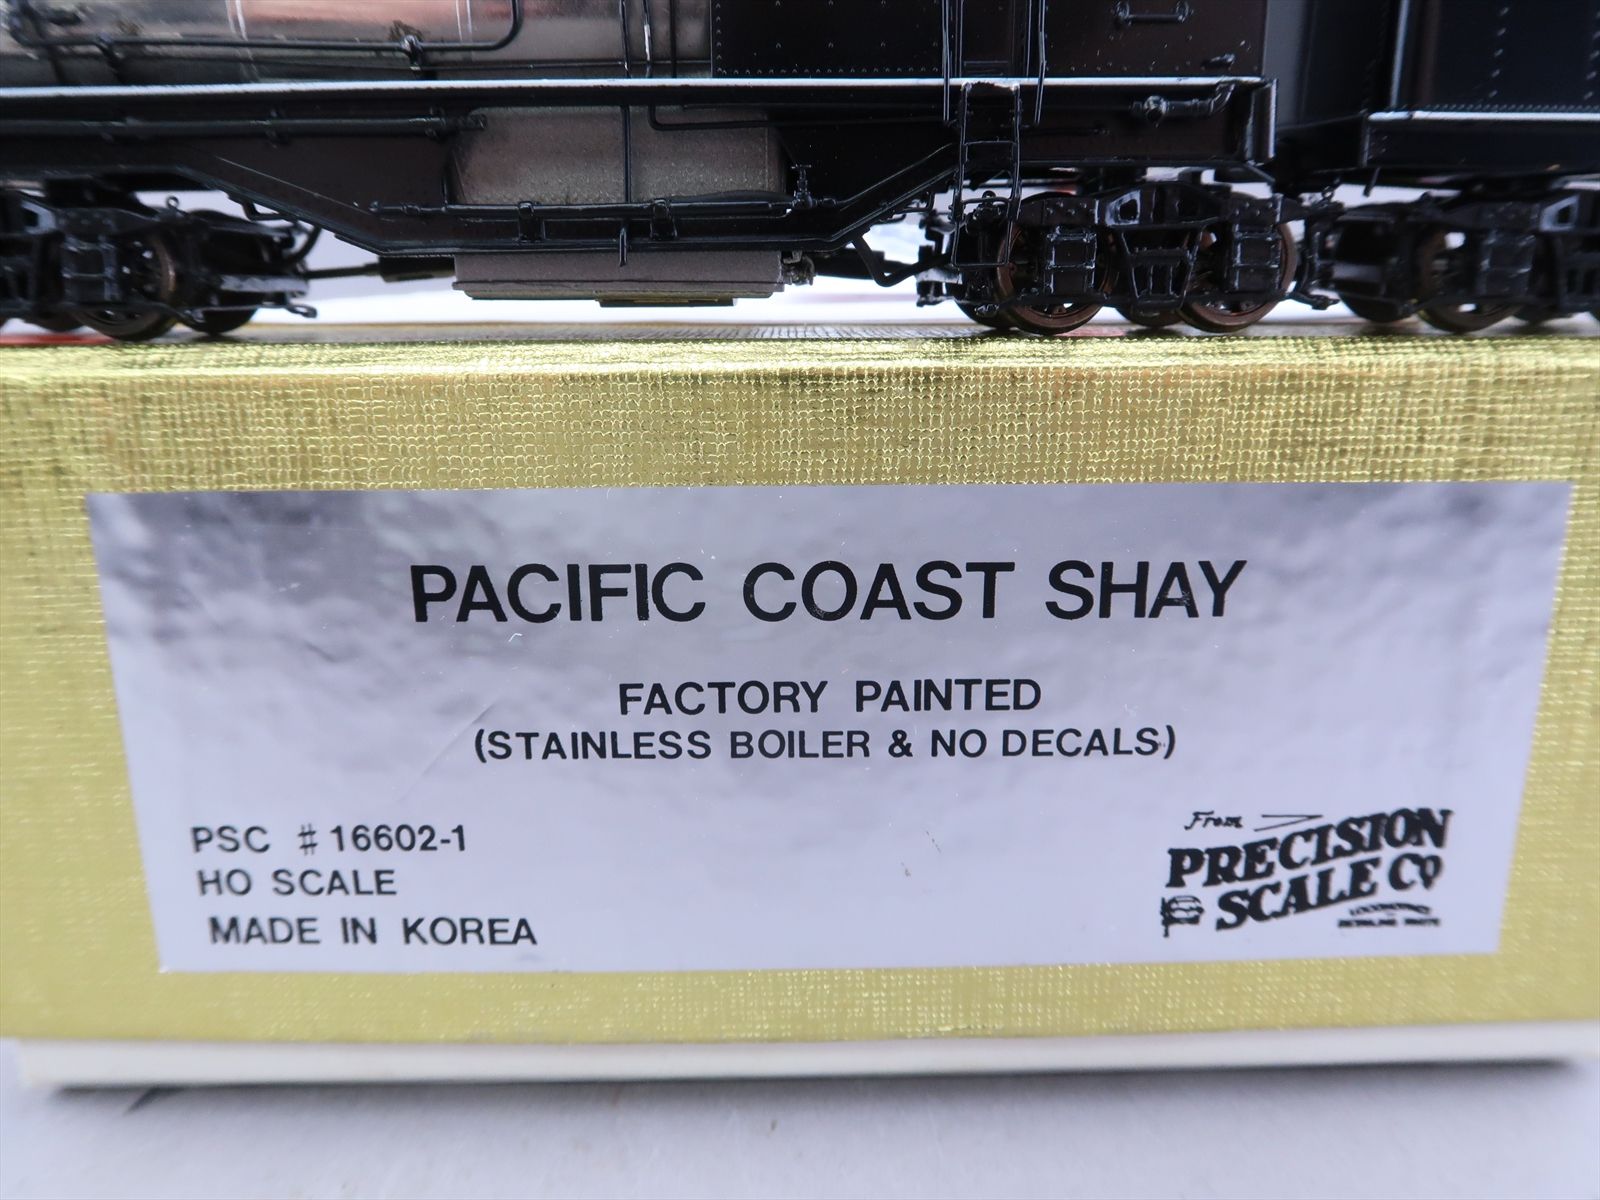 PACIFIC COAST SHAY
FACTORY PAINTED
(STAINLESS BOILER & NO DECALS)
PSC # 16602-1
HO SCALE
MADE IN KOREA
From
PRECISION
SCALE CO